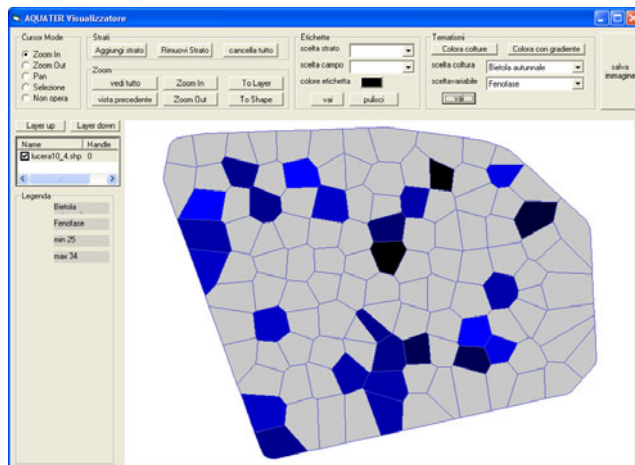 AQUATER Visualizzatore
Cursor Mode
Zoom In
Zoom Out
Pan
Selezione
Non opera
Strati
Aggiungi strato
Rimuovi Strato
cancella tutto
Zoom
vedi tutto
Zoom In
To Layer
vista precedente
Zoom Out
To Shape
Etichette
scelta strato
scelta campo
colore etichetta
vai
pulisci
Tematismi
Colora colture
Colora con gradiente
scelta coltura
Bietola autunnale
sceltavariabile
Fenofase
vai
salva
immagine
Layer up
Layer down
Name
Handle
lucera10_4.shp
0
Legenda
Bietola
Fenofase
min 25
max 34